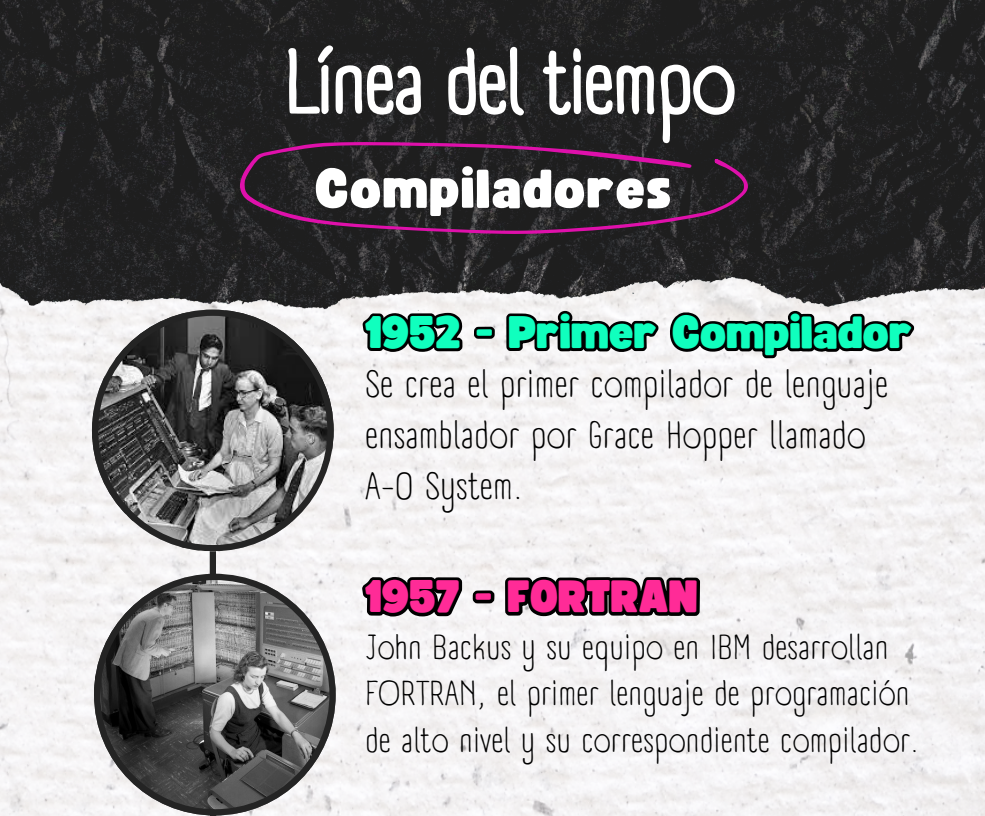 Línea del tiempo
Compiladores
1952 - Primer Compilador
Se crea el primer compilador de lenguaje
ensamblador por Grace Hopper llamado
A-O System.
1957 - FORTRAN
John Backus y su equipo en IBM desarrollan
FORTRAN, el primer lenguaje de programación
de alto nivel y su correspondiente compilador.